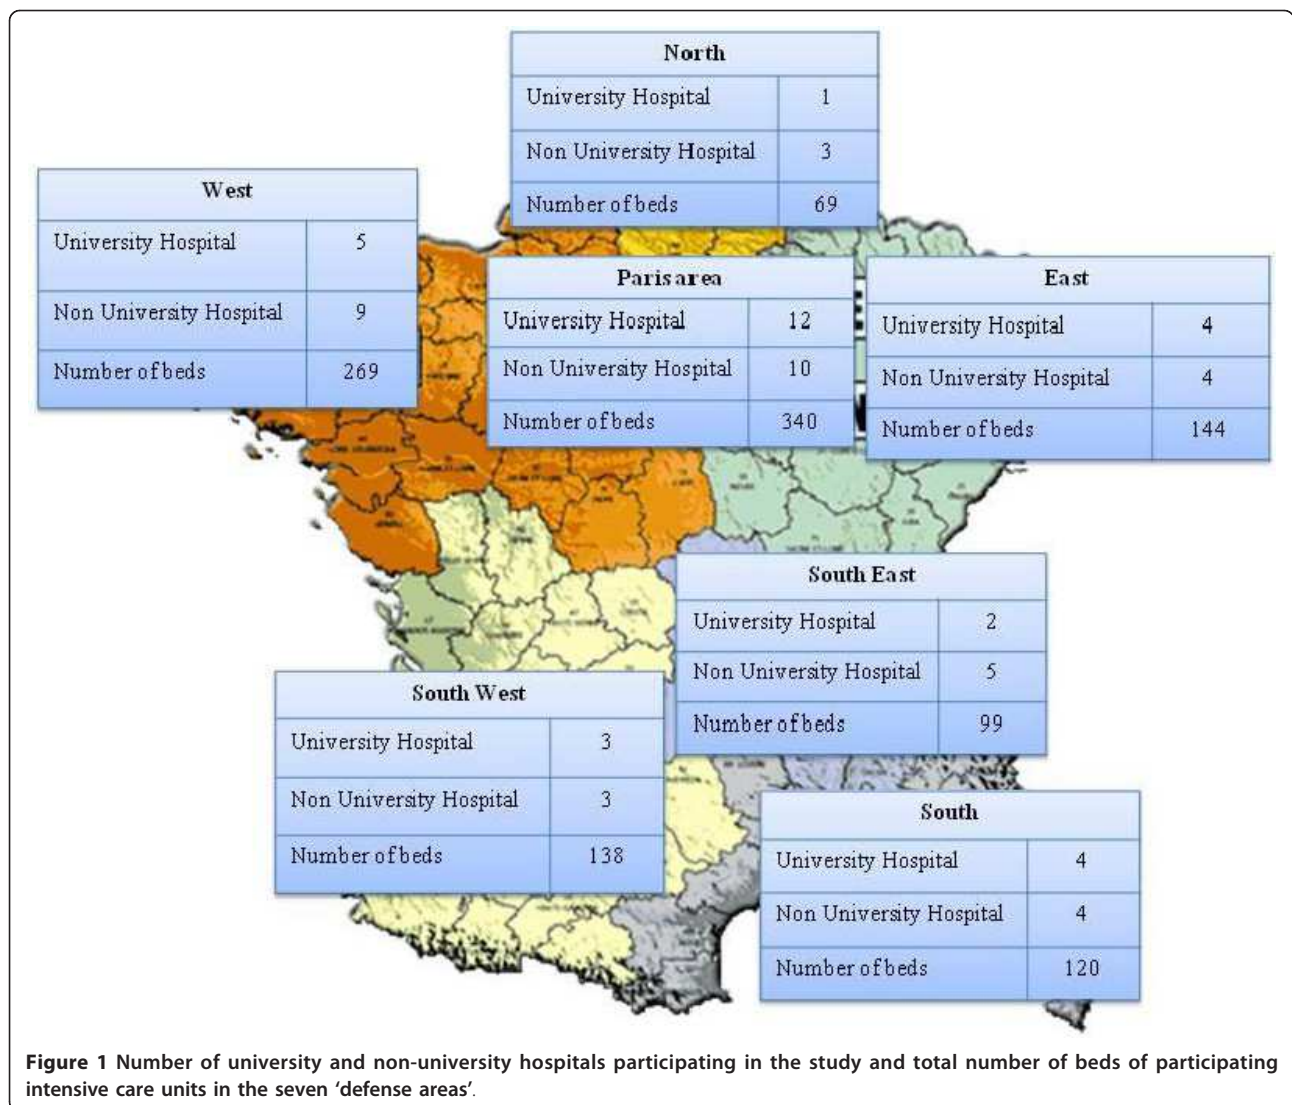 North
University Hospital 1
Non University Hospital 3
Number of beds 69
West
University Hospital 5
Non University Hospital 9
Number of beds 269
Paris area
University Hospital 12
Non University Hospital 10
Number of beds 340
East
University Hospital 4
Non University Hospital 4
Number of beds 144
South East
University Hospital 2
Non University Hospital 5
Number of beds 99
South West
University Hospital 3
Non University Hospital 3
Number of beds 138
South
University Hospital 4
Non University Hospital 4
Number of beds 120
Figure 1 Number of university and non-university hospitals participating in the study and total number of beds of participating
intensive care units in the seven ‘defense areas’.